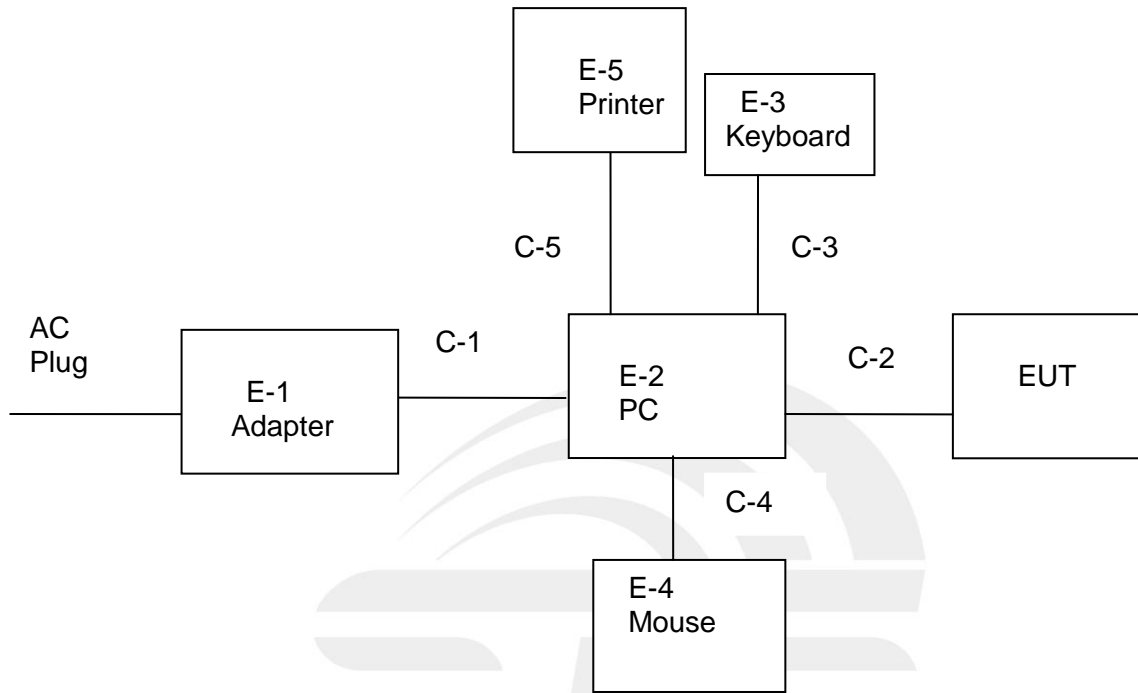 E-5
Printer
E-3
Keyboard
C-5
C-3
AC
Plug
C-1
C-2
E-1
Adapter
E-2
PC
EUT
C-4
E-4
Mouse